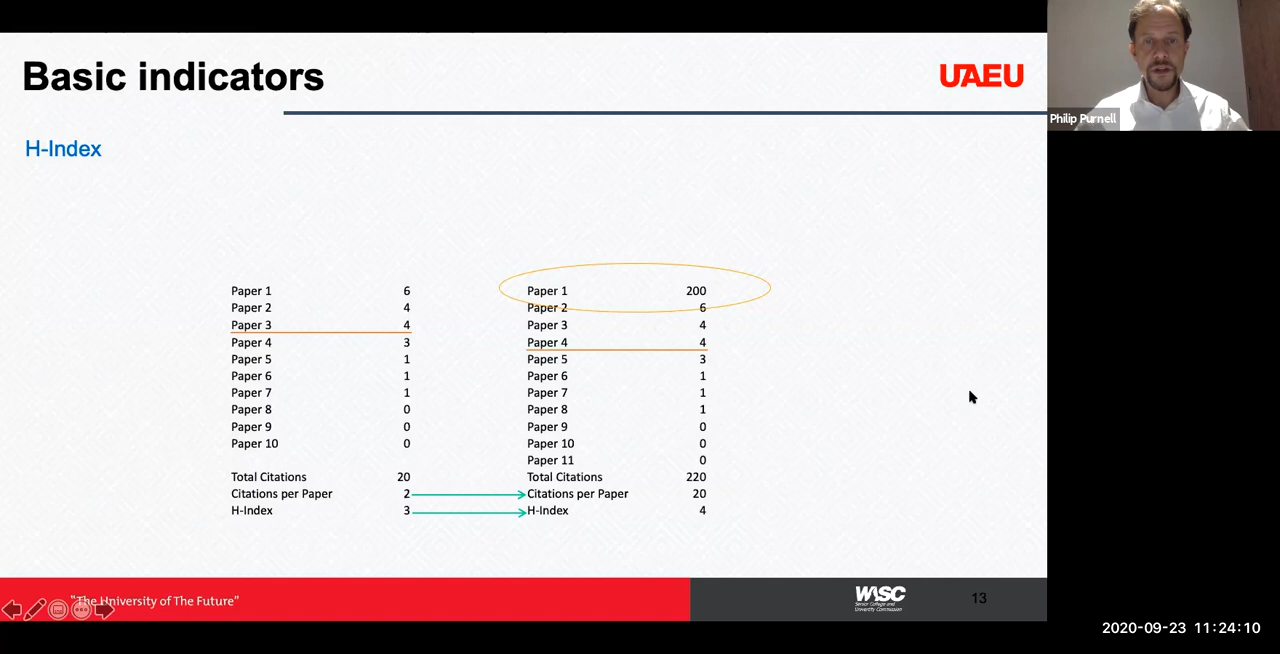 Basic indicators
UAEU
Philip Purnell
H-Index
Paper 1 6
Paper 2 4
Paper 3 4
Paper 4 3
Paper 5 1
Paper 6 1
Paper 7 1
Paper 8 0
Paper 9 0
Paper 10 0
Total Citations 20
Citations per Paper 2
H-Index 3
Paper 1 200
Paper 2 6
Paper 3 4
Paper 4 4
Paper 5 3
Paper 6 1
Paper 7 1
Paper 8 1
Paper 9 0
Paper 10 0
Paper 11 0
Total Citations 220
Citations per Paper 20
H-Index 4
"The University of The Future"
WASC
Senior College and
University Commission
13
2020-09-23 11:24:10